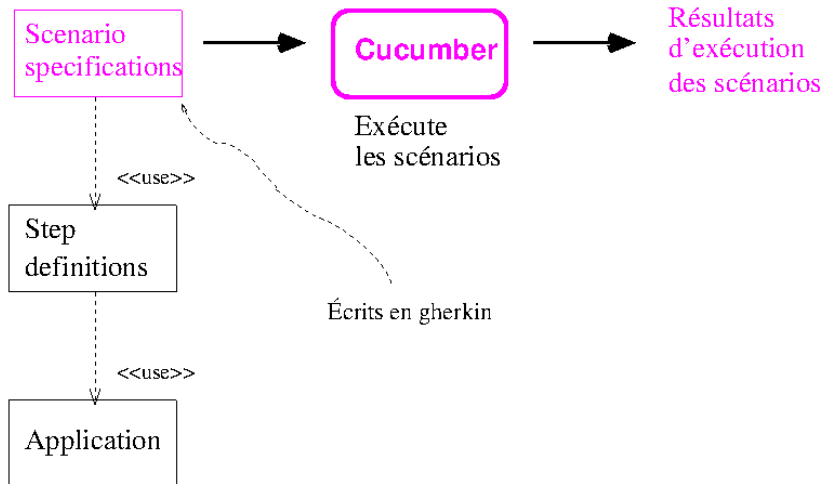 Scenario
specifications
Cucumber
Résultats
d'exécution
des scénarios
Exécute
les scénarios
<<use>>
Step
definitions
Écrits en gherkin
<<use>>
Application